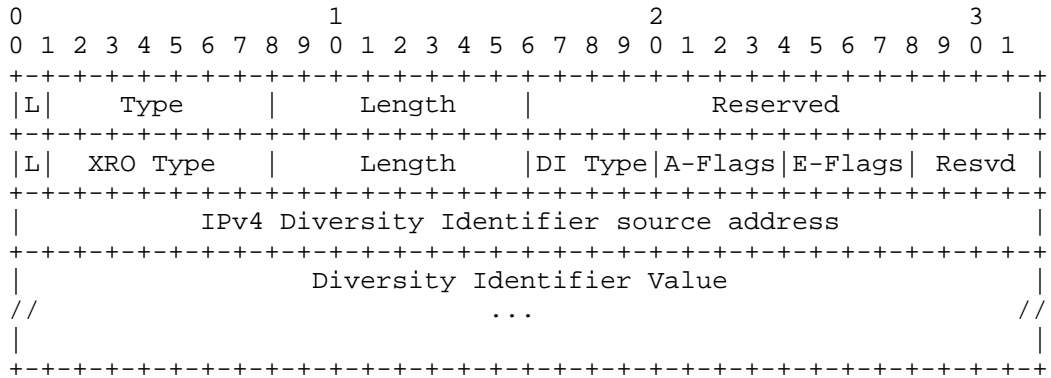 0                   1                   2                   3
0 1 2 3 4 5 6 7 8 9 0 1 2 3 4 5 6 7 8 9 0 1 2 3 4 5 6 7 8 9 0 1
+-+-+-+-+-+-+-+-+-+-+-+-+-+-+-+-+-+-+-+-+-+-+-+-+-+-+-+-+-+-+-+-+
|L|    Type       |     Length    |           Reserved            |
+-+-+-+-+-+-+-+-+-+-+-+-+-+-+-+-+-+-+-+-+-+-+-+-+-+-+-+-+-+-+-+-+
|L|  XRO Type     |     Length    |DI Type|A-Flags|E-Flags| Resvd |
+-+-+-+-+-+-+-+-+-+-+-+-+-+-+-+-+-+-+-+-+-+-+-+-+-+-+-+-+-+-+-+-+
|           IPv4 Diversity Identifier source address            |
+-+-+-+-+-+-+-+-+-+-+-+-+-+-+-+-+-+-+-+-+-+-+-+-+-+-+-+-+-+-+-+-+
|                  Diversity Identifier Value                   |
//                            ...                              //
|                                                               |
+-+-+-+-+-+-+-+-+-+-+-+-+-+-+-+-+-+-+-+-+-+-+-+-+-+-+-+-+-+-+-+-+